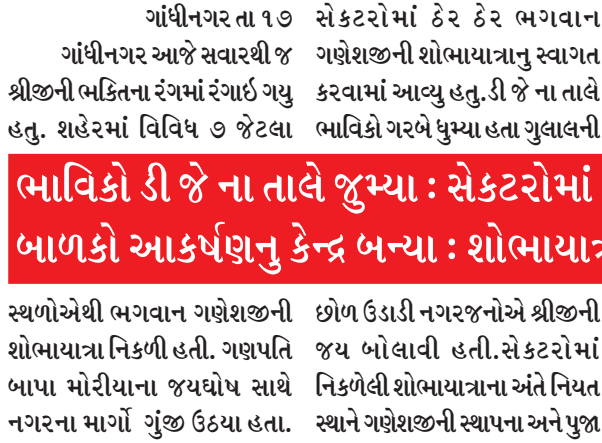 ગાંધીનગર તા ૧૭
ગાંધીનગર આજે સવારથી જ
શ્રીજીની ભકિતના રંગમાં રંગાઇ ગયુ
હતુ. શહેરમાં વિવિધ ૭ જેટલા
સેકટરોમાં ઠેર ઠેર ભગવાન
ગણેશજીની શોભાયાત્રાનુ સ્વાગત
કરવામાં આવ્યુ હતુ.ડી જે ના તાલે
ભાવિકો ગરબે ધુમ્યા હતા ગુલાલની
ભાવિકો ડી જે ના તાલે જુમ્યા : સેકટરોમાં
બાળકો આકર્ષણનુ કેન્દ્ર બન્યા :
સ્થળોએથી ભગવાન ગણેશજીની
શોભાયાત્રા નિકળી હતી. ગણપતિ
બાપા મોરીયાના જયઘોષ સાથે
નગરના માર્ગો ગુંજી ઉઠયા હતા.
છોળ ઉડાડી નગરજનોએ શ્રીજીની
જય બોલાવી હતી.સેકટરોમાં
નિકળેલી શોભાયાત્રાના અંતે નિયત
સ્થાને ગણેશજીની સ્થાપના અને પુજા